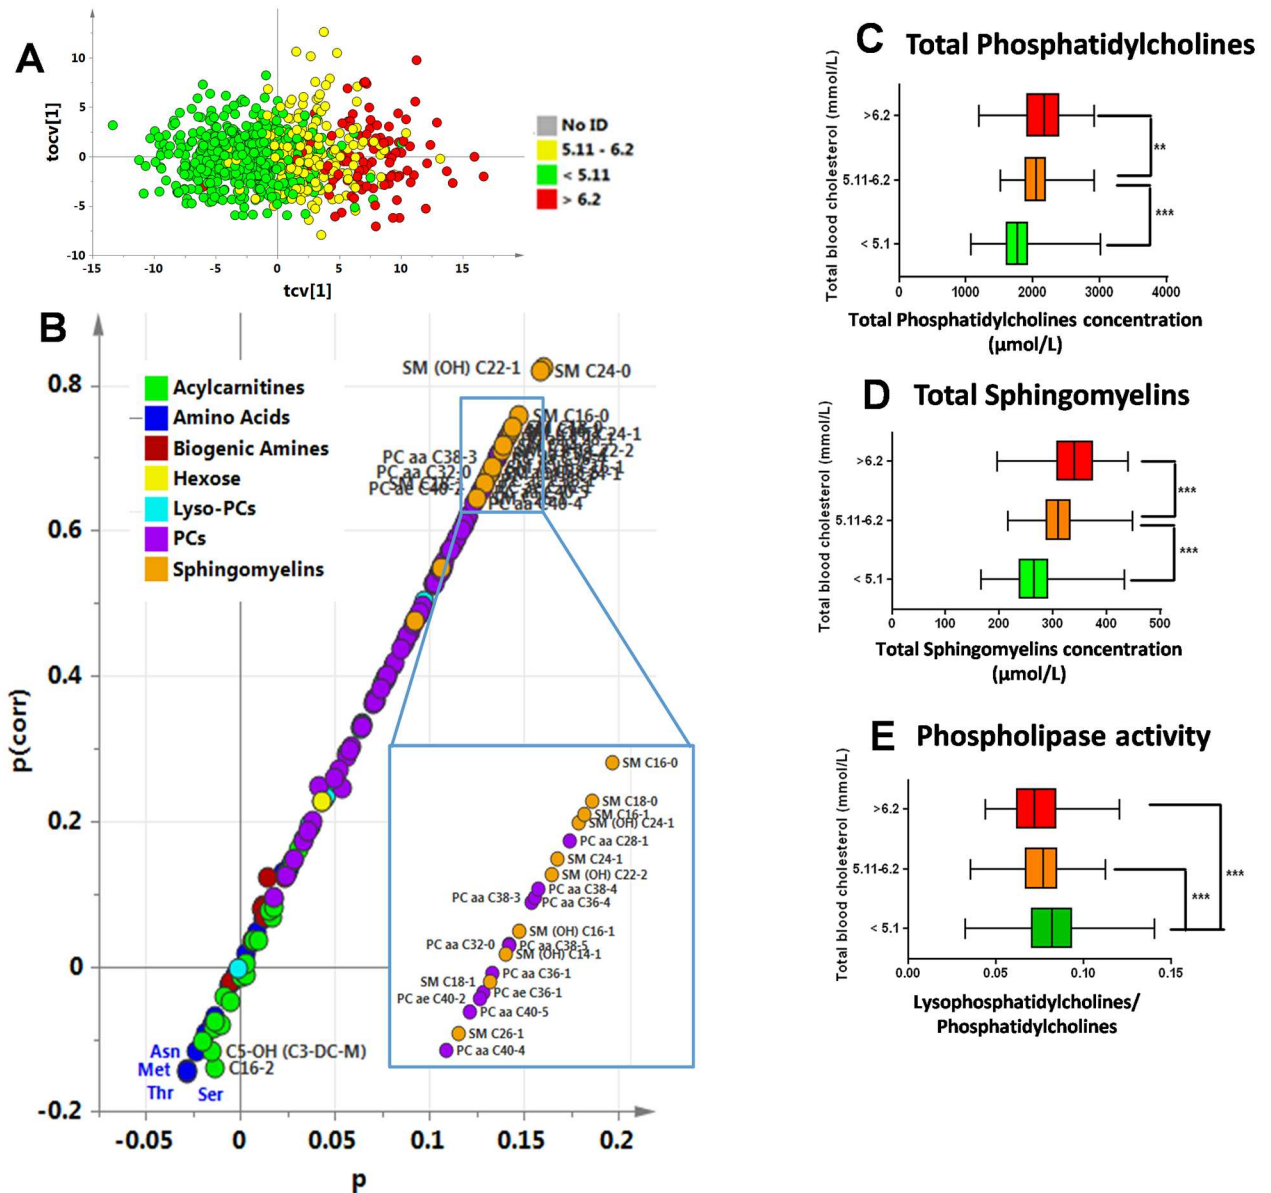 A
tocv[1]
10
5
0
-5
-10
-15
-10
-5
0
5
10
15
tcv[1]
No ID
5.11 - 6.2
< 5.11
> 6.2
B
p(corr)
0.8
0.6
0.4
0.2
0
-0.2
-0.05
0
0.05
0.1
0.15
0.2
p
Acylcarnitines
Amino Acids
Biogenic Amines
Hexose
Lyso-PCs
PCs
Sphingomyelins
SM (OH) C22-1
SM C24-0
SM C16-0
PC aa C38-3
PC aa C32-0
PC aa C40-4
Asn
Met
Thr
Ser
C5-OH (C3-DC-M)
C16-2
SM C16-0
SM C18-0
SM C16-1
SM (OH) C24-1
PC aa C28-1
SM C24-1
SM (OH) C22-2
PC aa C38-4
PC aa C38-3
PC aa C36-4
SM (OH) C16-1
PC aa C32-0
PC aa C38-5
SM (OH) C14-1
PC aa C36-1
SM C18-1
PC ae C36-1
PC ae C40-2
PC aa C40-5
SM C26-1
PC aa C40-4
C
Total Phosphatidylcholines
Total blood cholesterol (mmol/L)
>6.2
5.11-6.2
< 5.1
**
***
0
1000
2000
3000
4000
Total Phosphatidylcholines concentration
(µmol/L)
D
Total Sphingomyelins
Total blood cholesterol (mmol/L)
>6.2
5.11-6.2
< 5.1
***
***
0
100
200
300
400
500
Total Sphingomyelins concentration
(µmol/L)
E
Phospholipase activity
Total blood cholesterol (mmol/L)
>6.2
5.11-6.2
< 5.1
***
***
0.00
0.05
0.10
0.15
Lysophosphatidylcholines/
Phosphatidylcholines